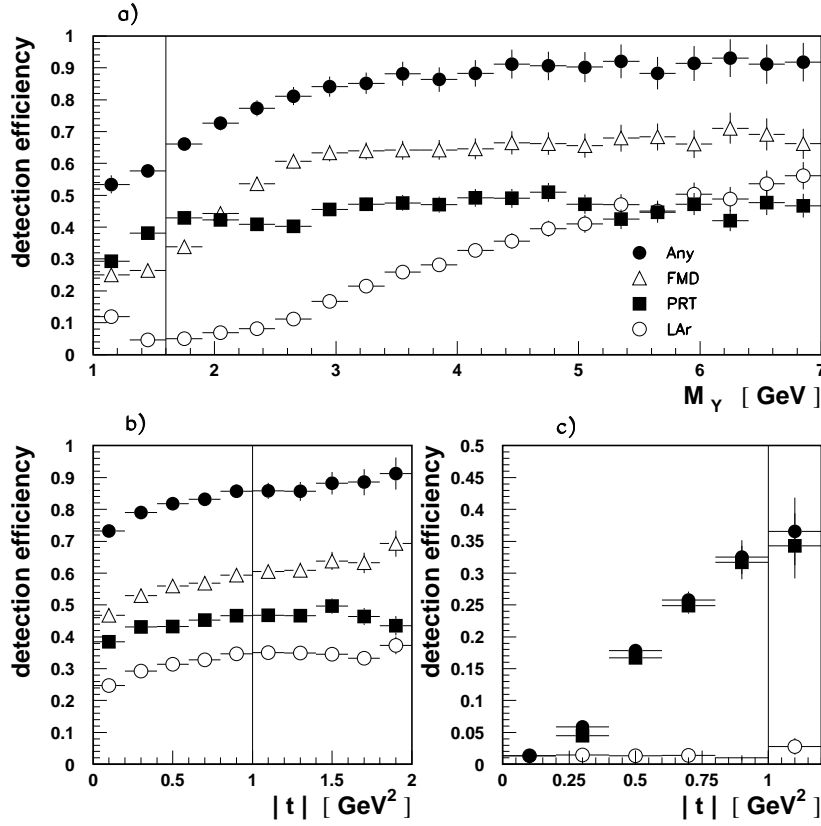 a)
detection efficiency
1
0.9
0.8
0.7
0.6
0.5
0.4
0.3
0.2
0.1
0
Any
FMD
PRT
LAr
1 2 3 4 5 6 7
M Y [ GeV ]
b)
detection efficiency
1
0.9
0.8
0.7
0.6
0.5
0.4
0.3
0.2
0.1
0
0 0.5 1 1.5 2
| t | [ GeV2 ]
c)
detection efficiency
0.5
0.45
0.4
0.35
0.3
0.25
0.2
0.15
0.1
0.05
0
0 0.25 0.5 0.75 1
| t | [ GeV2 ]